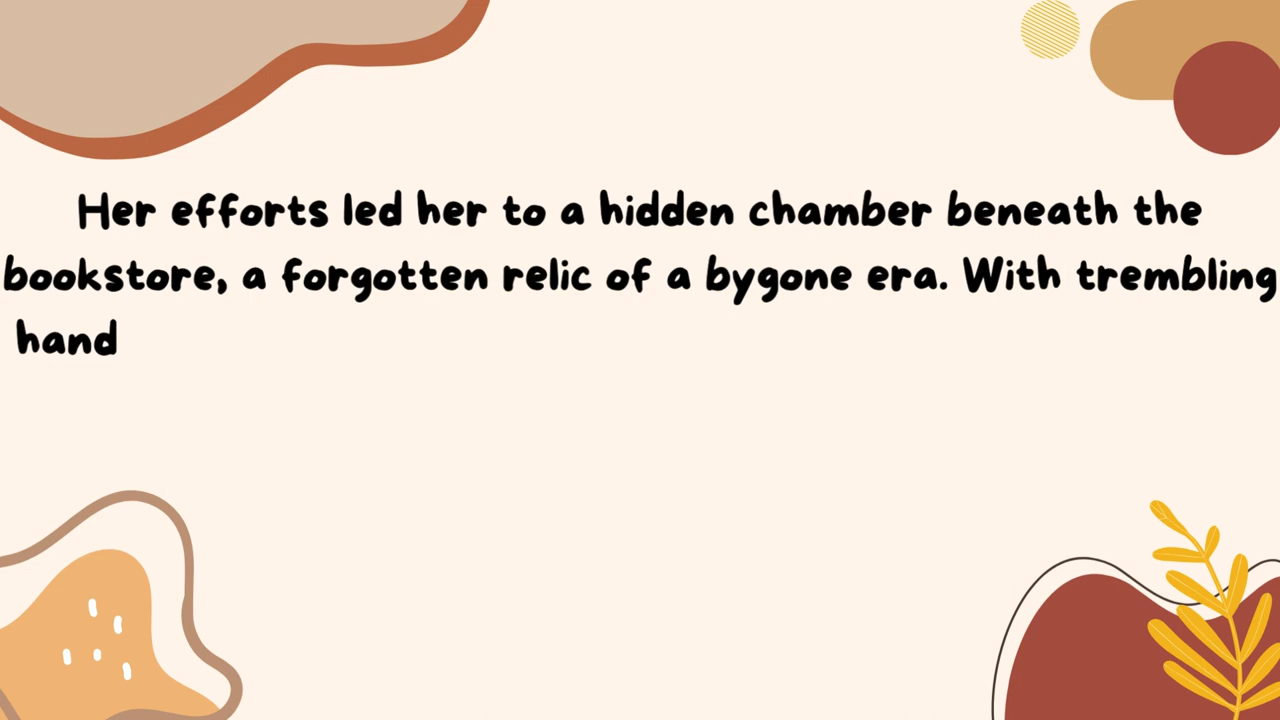 Her efforts led her to a hidden chamber beneath the
bookstore, a forgotten relic of a bygone era. With trembling
hand